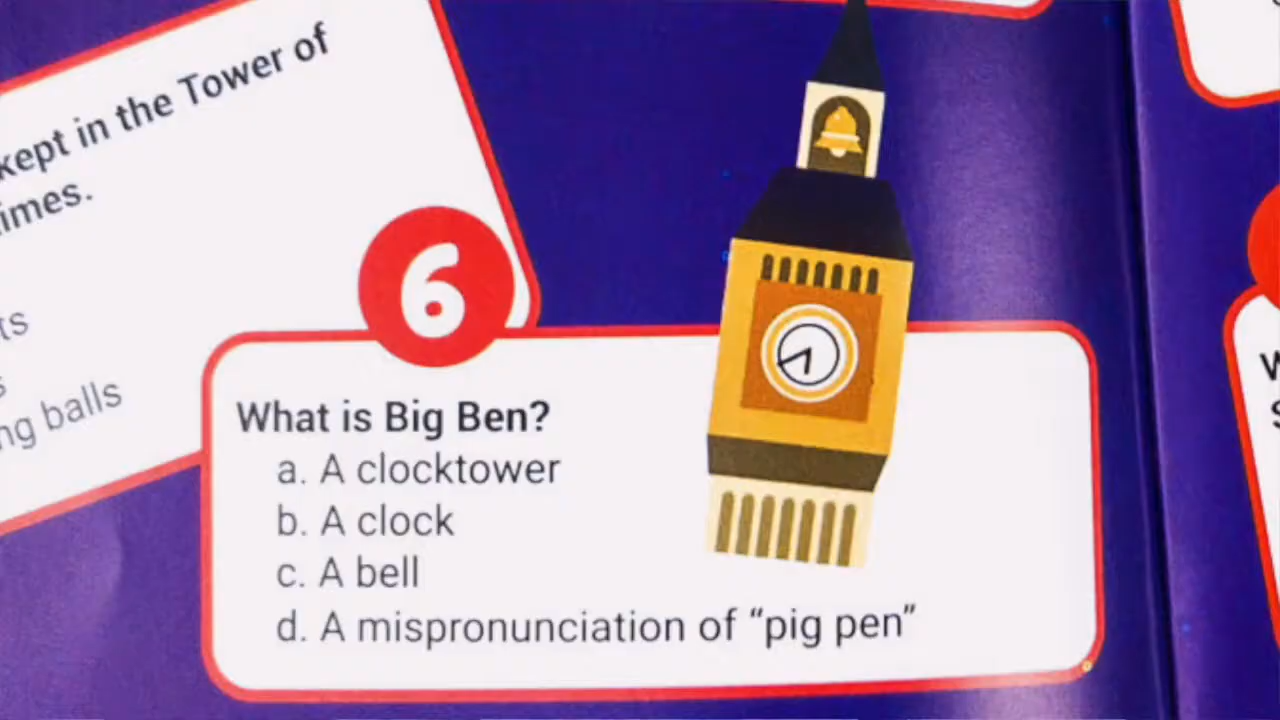 kept in the Tower of
imes.
ts
s
ng balls
6
What is Big Ben?
a. A clocktower
b. A clock
c. A bell
d. A mispronunciation of “pig pen”
W
S